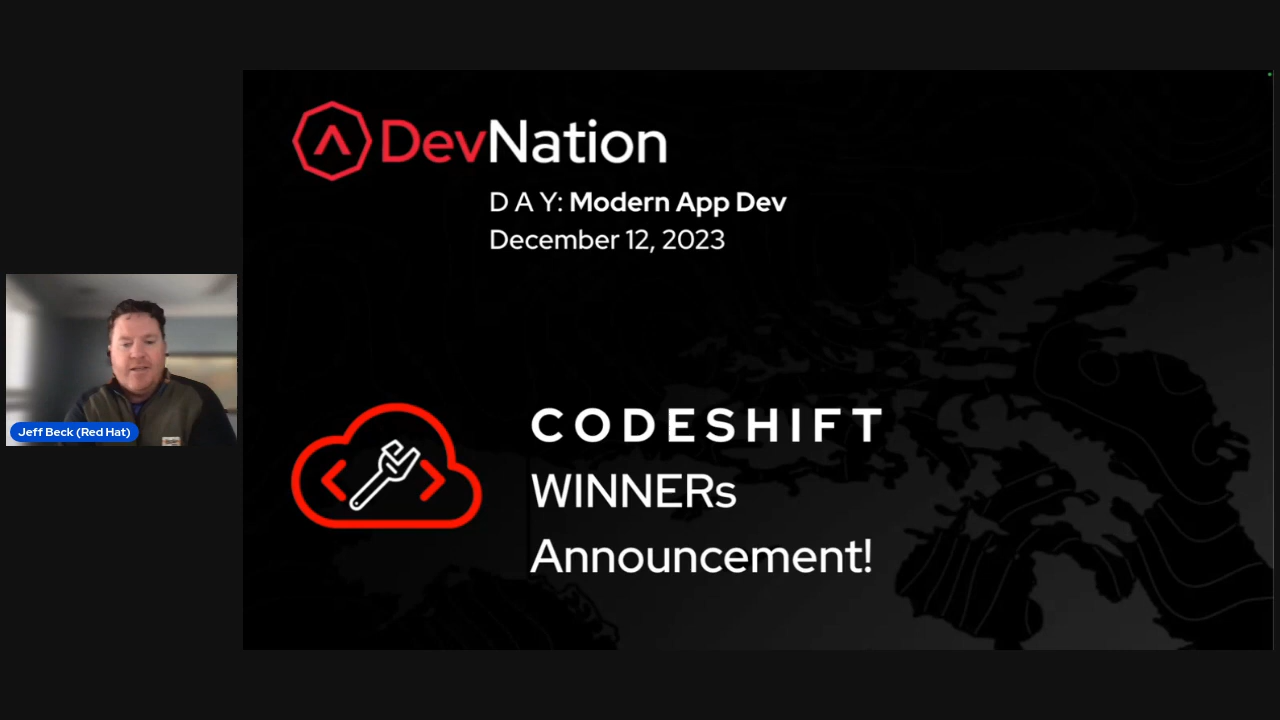 DevNation
D A Y: Modern App Dev
December 12, 2023
Jeff Beck (Red Hat)
CODESHIFT
WINNERs
Announcement!